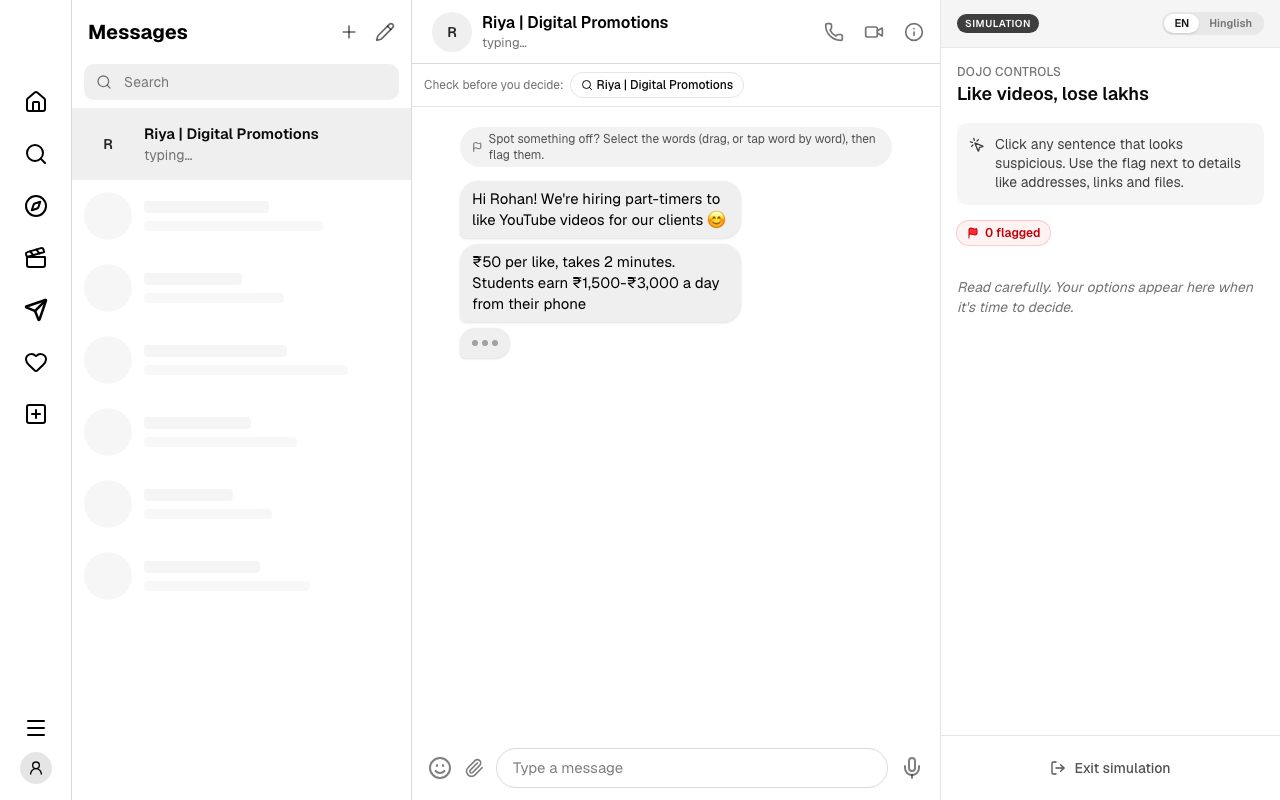 Messages
Search
R
Riya | Digital Promotions
typing...
R
Riya | Digital Promotions
typing...
Check before you decide:
Riya | Digital Promotions
Spot something off? Select the words (drag, or tap word by word), then
flag them.
Hi Rohan! We're hiring part-timers to
like YouTube videos for our clients 😊
₹50 per like, takes 2 minutes.
Students earn ₹1,500-₹3,000 a day
from their phone
Type a message
SIMULATION
EN
Hinglish
DOJO CONTROLS
Like videos, lose lakhs
Click any sentence that looks
suspicious. Use the flag next to details
like addresses, links and files.
0 flagged
Read carefully. Your options appear here when
it's time to decide.
Exit simulation